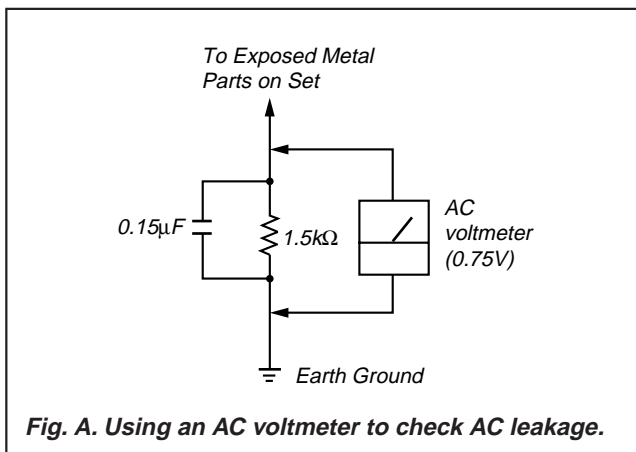 To Exposed Metal
Parts on Set
0.15μF
1.5kΩ
AC
voltmeter
(0.75V)
Earth Ground
Fig. A. Using an AC voltmeter to check AC leakage.